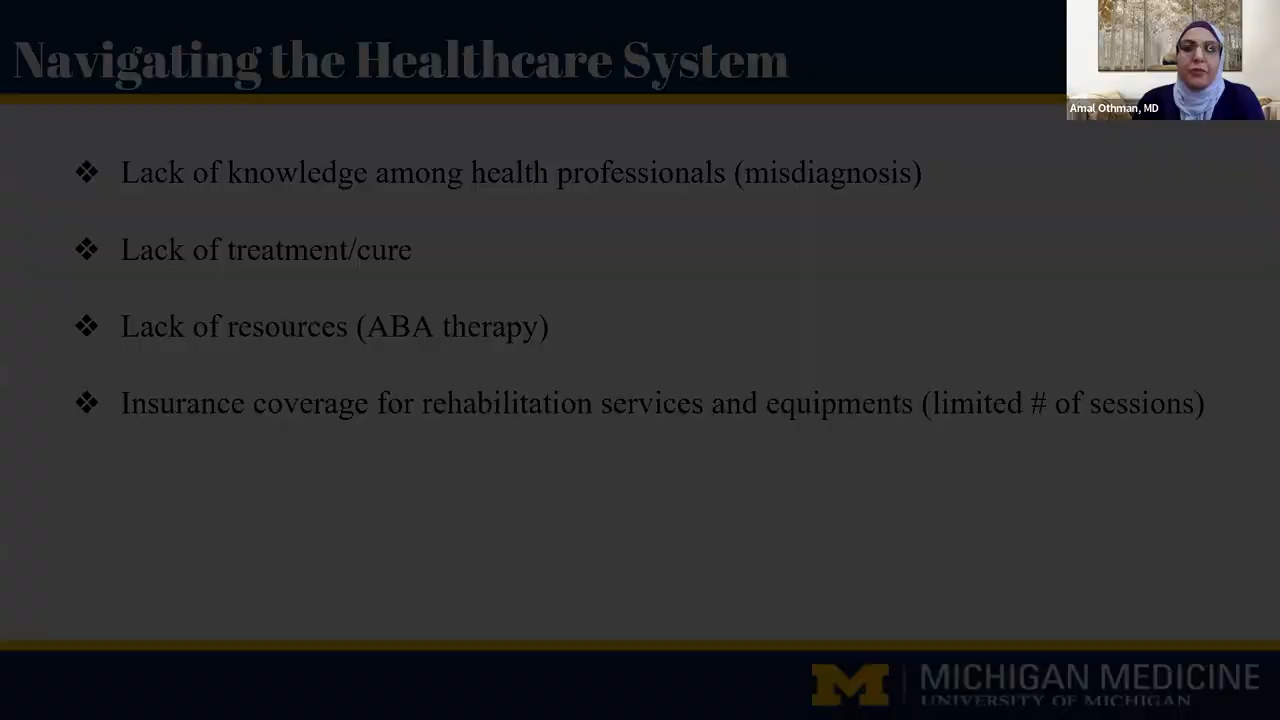 Navigating the Healthcare System
Amal Othman, MD
❖ Lack of knowledge among health professionals (misdiagnosis)
❖ Lack of treatment/cure
❖ Lack of resources (ABA therapy)
❖ Insurance coverage for rehabilitation services and equipments (limited # of sessions)
M | MICHIGAN MEDICINE
UNIVERSITY OF MICHIGAN